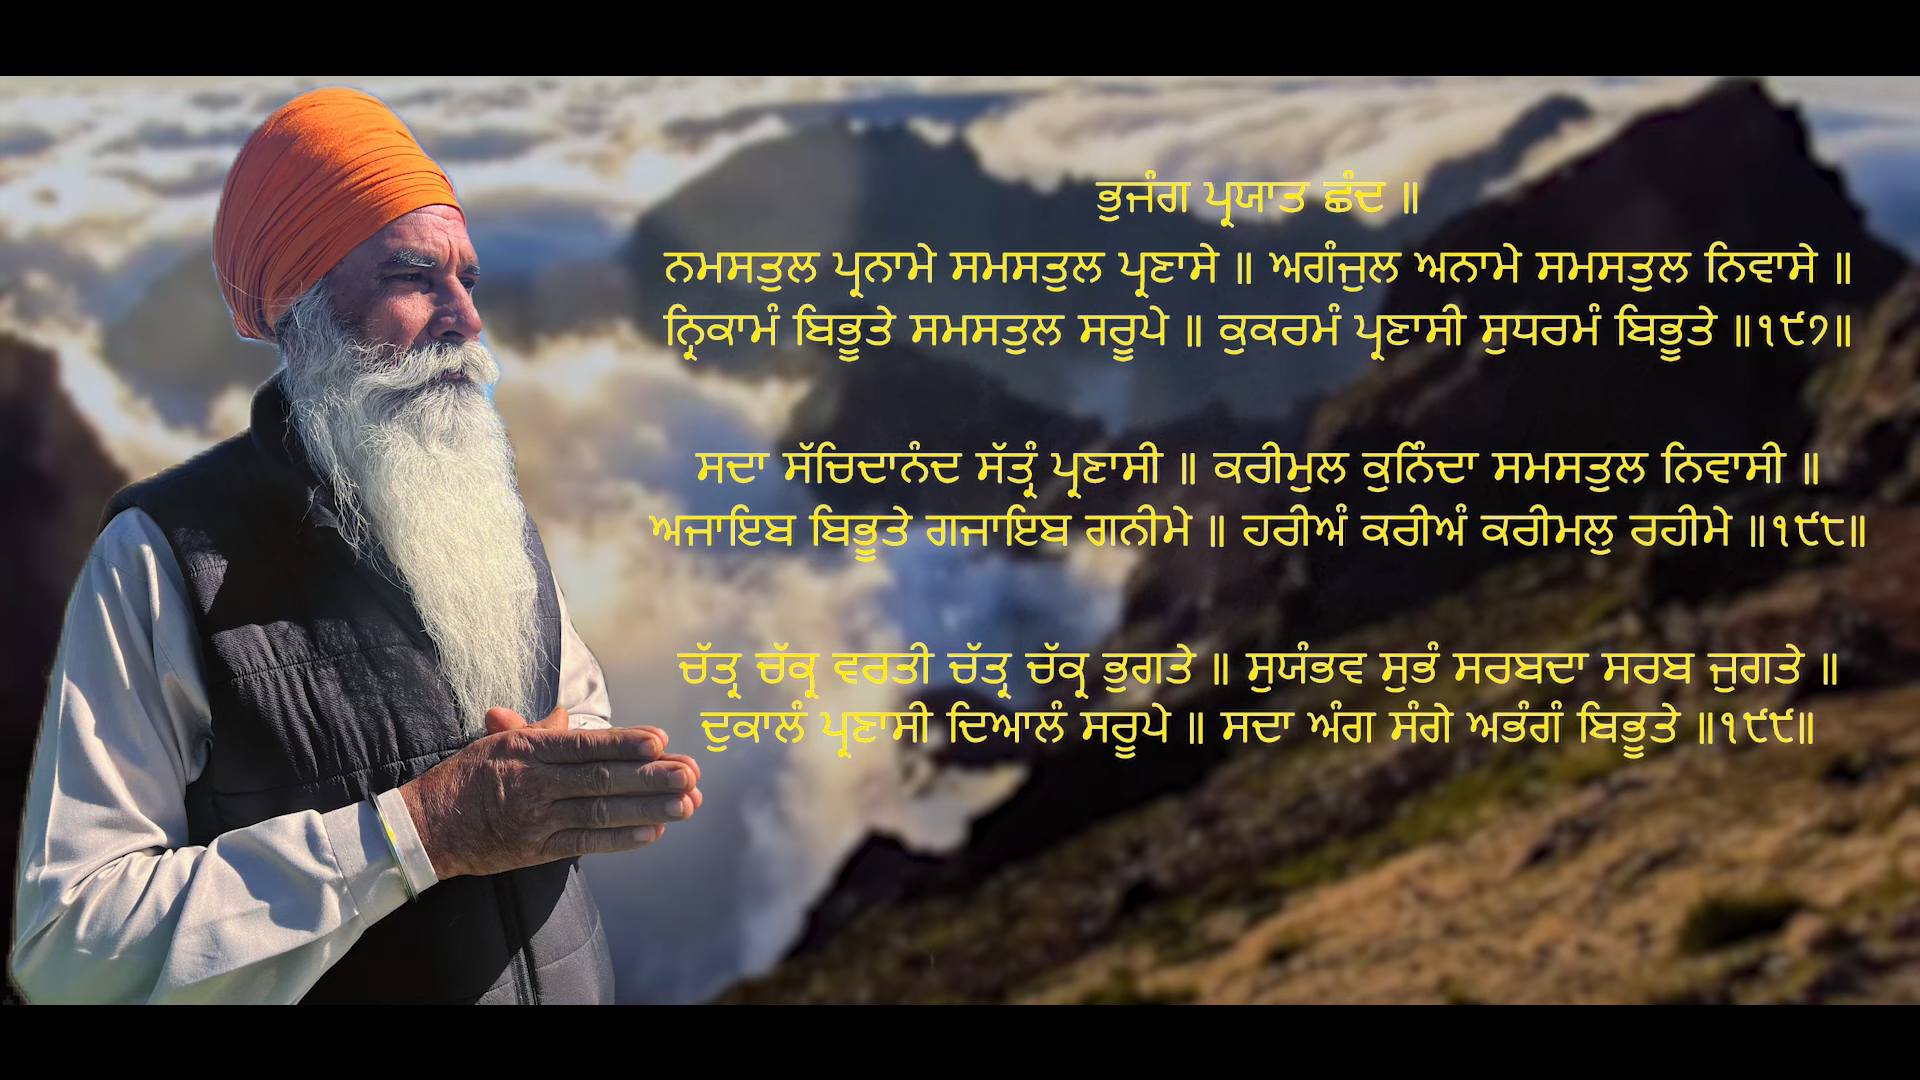 ਭੁਜੰਗ ਪ੍ਰਯਾਤ ਛੰਦ ॥
ਨਮਸਤੁਲ ਪ੍ਰਨਾਮੇ ਸਮਸਤੁਲ ਪ੍ਰਣਾਸੇ ॥ ਅਗੰਜੁਲ ਅਨਾਮੇ ਸਮਸਤੁਲ ਨਿਵਾਸੇ ॥
ਨ੍ਰਿਕਾਮੰ ਬਿਭੂਤੇ ਸਮਸਤੁਲ ਸਰੂਪੇ ॥ ਕੁਕਰਮੰ ਪ੍ਰਣਾਸੀ ਸੁਧਰਮੰ ਬਿਭੂਤੇ ॥੧੯੭॥
ਸਦਾ ਸੱਚਿਦਾਨੰਦ ਸੱਤ੍ਰੰ ਪ੍ਰਣਾਸੀ ॥ ਕਰੀਮੁਲ ਕੁਨਿੰਦਾ ਸਮਸਤੁਲ ਨਿਵਾਸੀ ॥
ਅਜਾਇਬ ਬਿਭੂਤੇ ਗਜਾਇਬ ਗਨੀਮੇ ॥ ਹਰੀਅੰ ਕਰੀਅੰ ਕਰੀਮਲੁ ਰਹੀਮੇ ॥੧੯੮॥
ਚੱਤ੍ਰ ਚੱਕ੍ਰ ਵਰਤੀ ਚੱਤ੍ਰ ਚੱਕ੍ਰ ਭੁਗਤੇ ॥ ਸੁਯੰਭਵ ਸੁਭੰ ਸਰਬਦਾ ਸਰਬ ਜੁਗਤੇ ॥
ਦੁਕਾਲੰ ਪ੍ਰਣਾਸੀ ਦਿਆਲੰ ਸਰੂਪੇ ॥ ਸਦਾ ਅੰਗ ਸੰਗੇ ਅਭੰਗੰ ਬਿਭੂਤੇ ॥੧੯੯॥